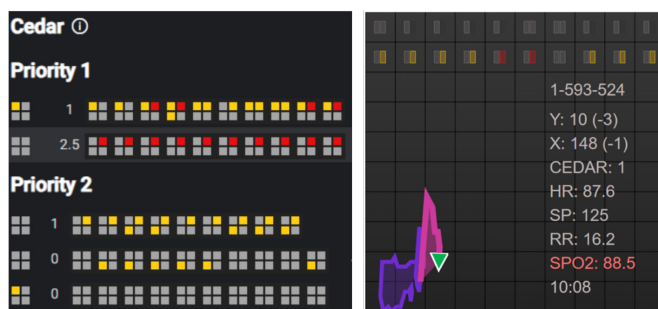 Cedar ⓘ
Priority 1
1
2.5
Priority 2
1
0
0
1-593-524
Y: 10 (-3)
X: 148 (-1)
CEDAR: 1
HR: 87.6
SP: 125
RR: 16.2
SPO2: 88.5
10:08